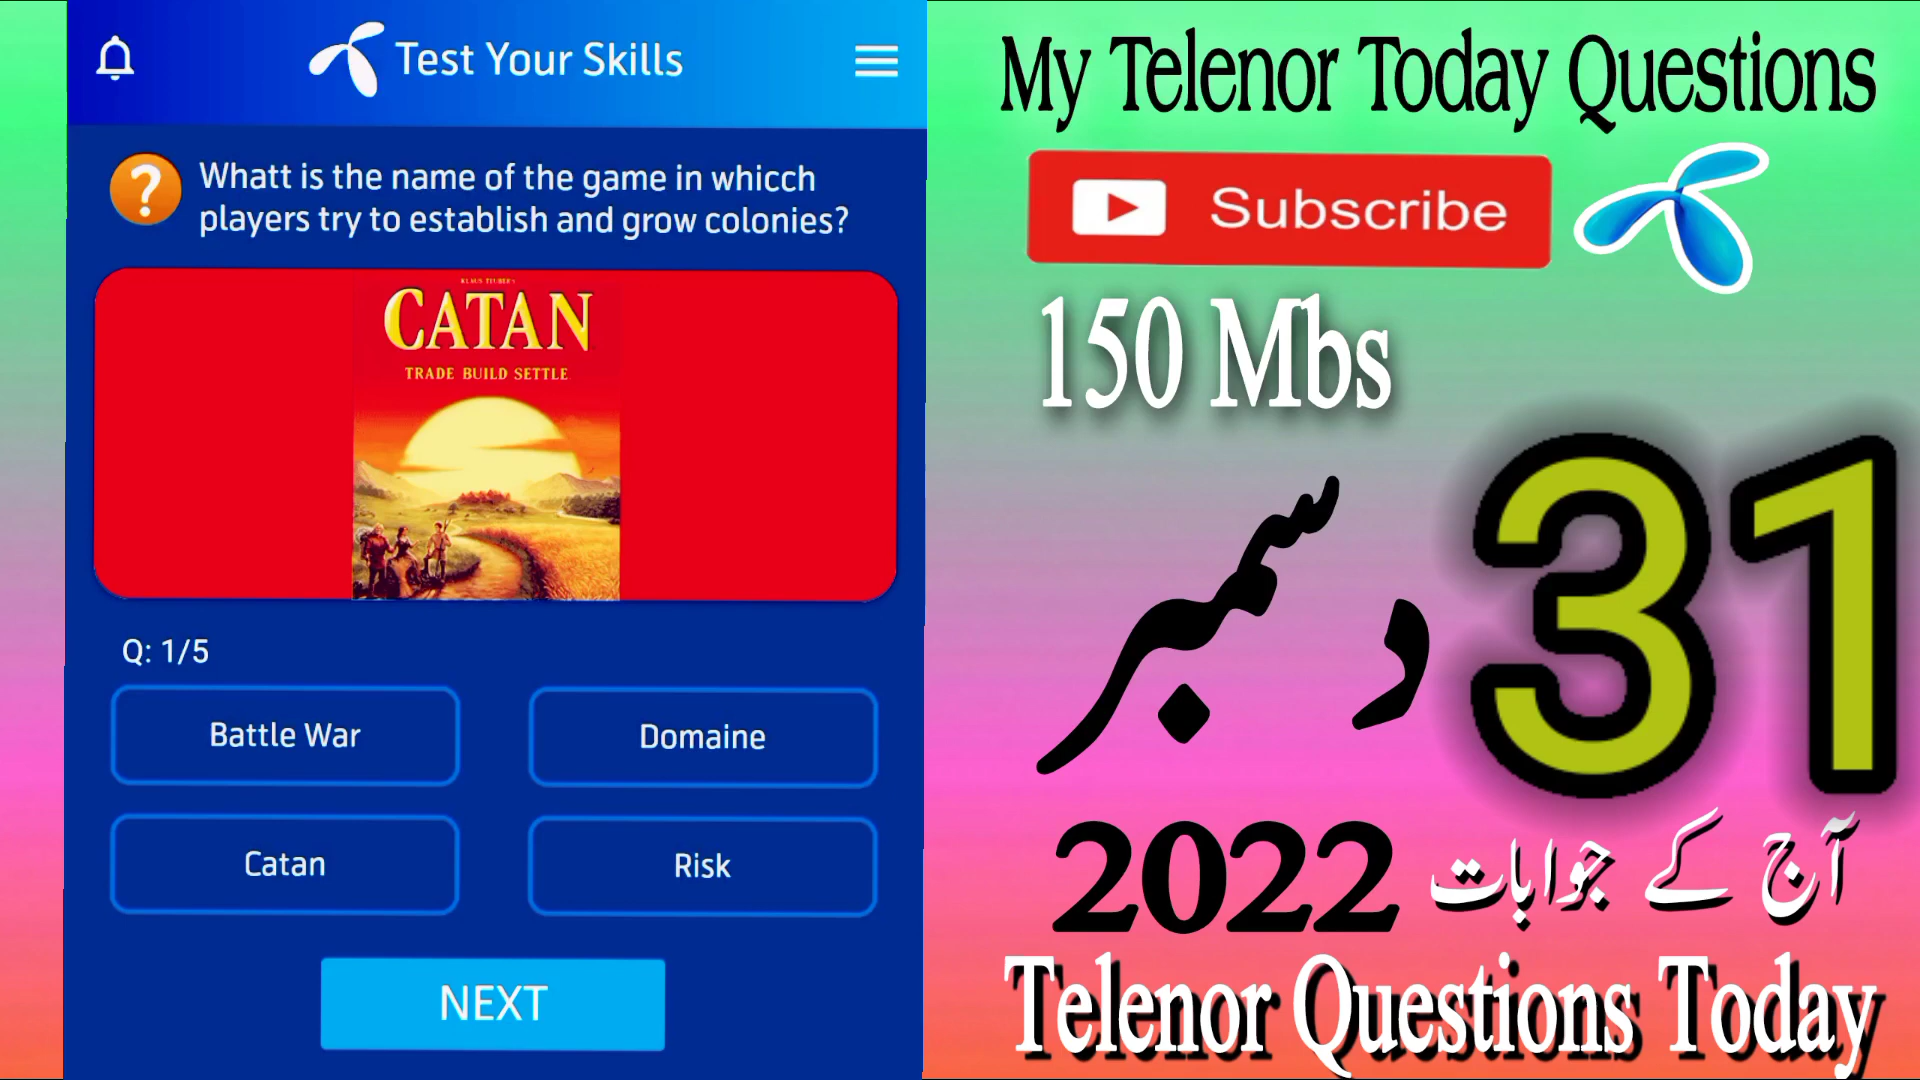 Test Your Skills
?
Whatt is the name of the game in whicch
players try to establish and grow colonies?
KLAUS TEUBER'S
CATAN
TRADE BUILD SETTLE
Q: 1/5
Battle War
Domaine
Catan
Risk
NEXT
My Telenor Today Questions
Subscribe
150 Mbs
31 دسمبر
2022 آج کے جوابات
Telenor Questions Today